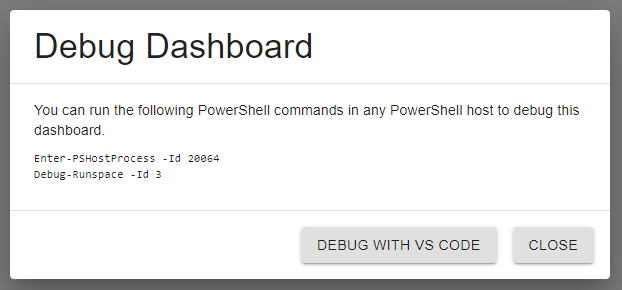 Debug Dashboard
You can run the following PowerShell commands in any PowerShell host to debug this
dashboard.
Enter-PSHostProcess -Id 20064
Debug-Runspace -Id 3
DEBUG WITH VS CODE CLOSE